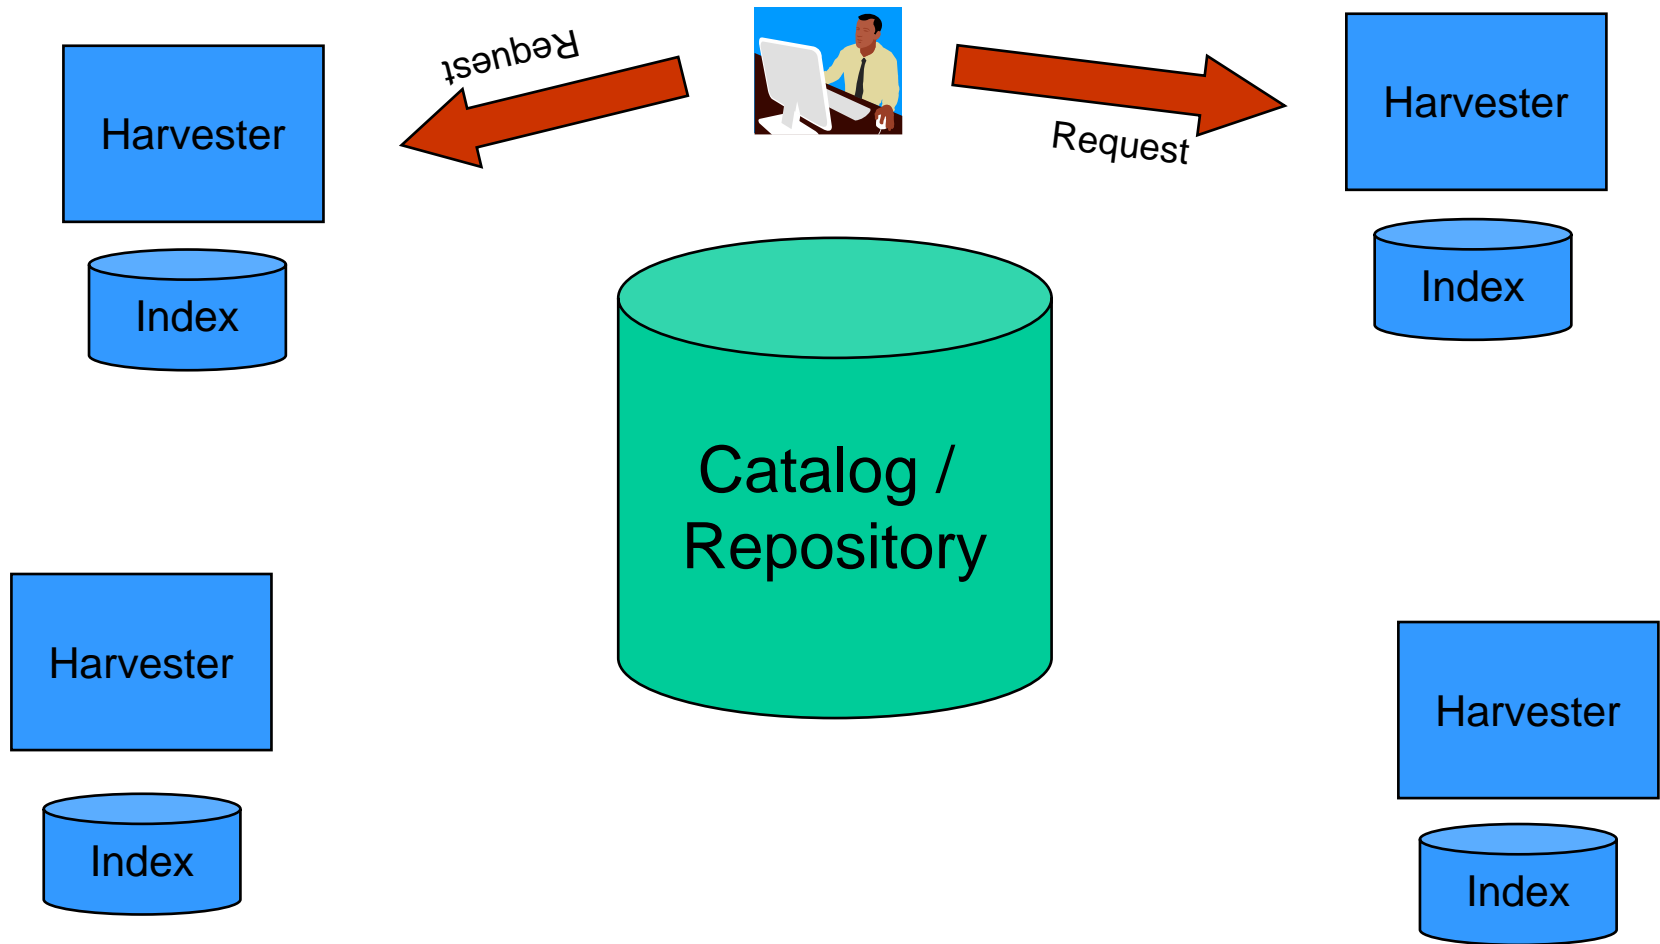 Request
Harvester
Harvester
Request
Index
Index
Catalog /
Repository
Harvester
Harvester
Index
Index